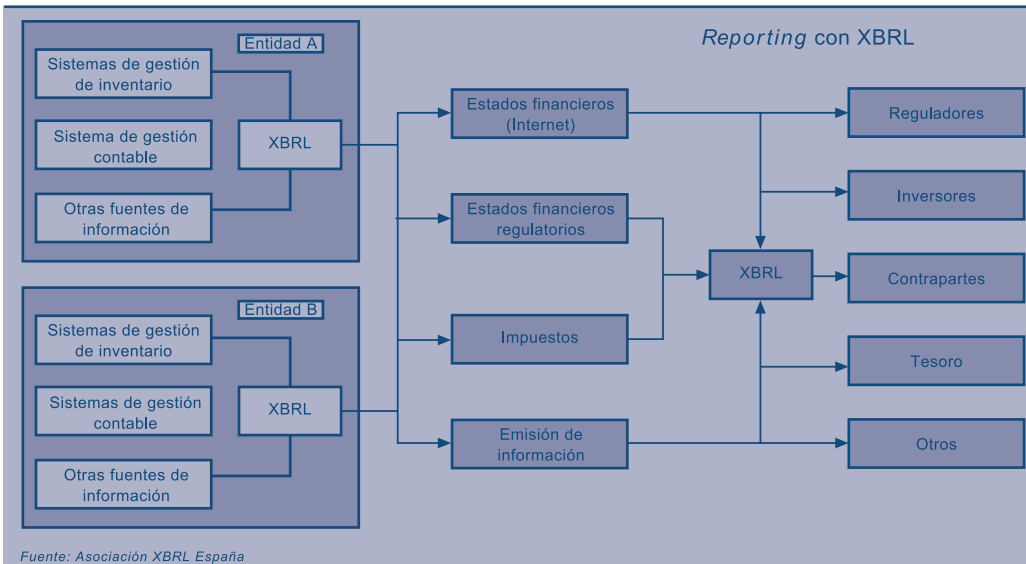 Reporting con XBRL
Entidad A
Sistemas de gestión
de inventario
Sistema de gestión
contable
Otras fuentes de
información
XBRL
Entidad B
Sistemas de gestión
de inventario
Sistemas de gestión
contable
Otras fuentes de
información
XBRL
Estados financieros
(Internet)
Estados financieros
regulatorios
Impuestos
Emisión de
información
XBRL
Reguladores
Inversores
Contrapartes
Tesoro
Otros
Fuente: Asociación XBRL España